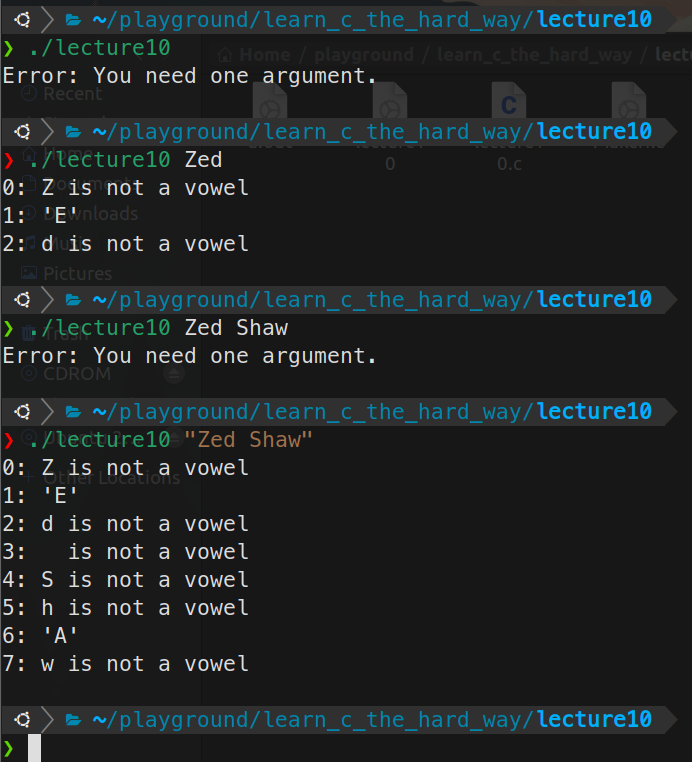 ~/playground/learn_c_the_hard_way/lecture10
❯ ./lecture10
Home / playground / learn_c_the_hard_way /
Error: You need one argument.
Recent
~/playground/learn_c_the_hard_way/lecture10
❯ ./lecture10 Zed
0: Z is not a vowel
0
0.c
1: 'E'
Downloads
2: d is not a vowel
Pictures
~/playground/learn_c_the_hard_way/lecture10
❯ ./lecture10 Zed Shaw
Trash
Error: You need one argument.
CDROM
~/playground/learn_c_the_hard_way/lecture10
❯ ./lecture10 "Zed Shaw"
0: Z is not a vowel
Other Locations
1: 'E'
2: d is not a vowel
3:   is not a vowel
4: S is not a vowel
5: h is not a vowel
6: 'A'
7: w is not a vowel
~/playground/learn_c_the_hard_way/lecture10
❯